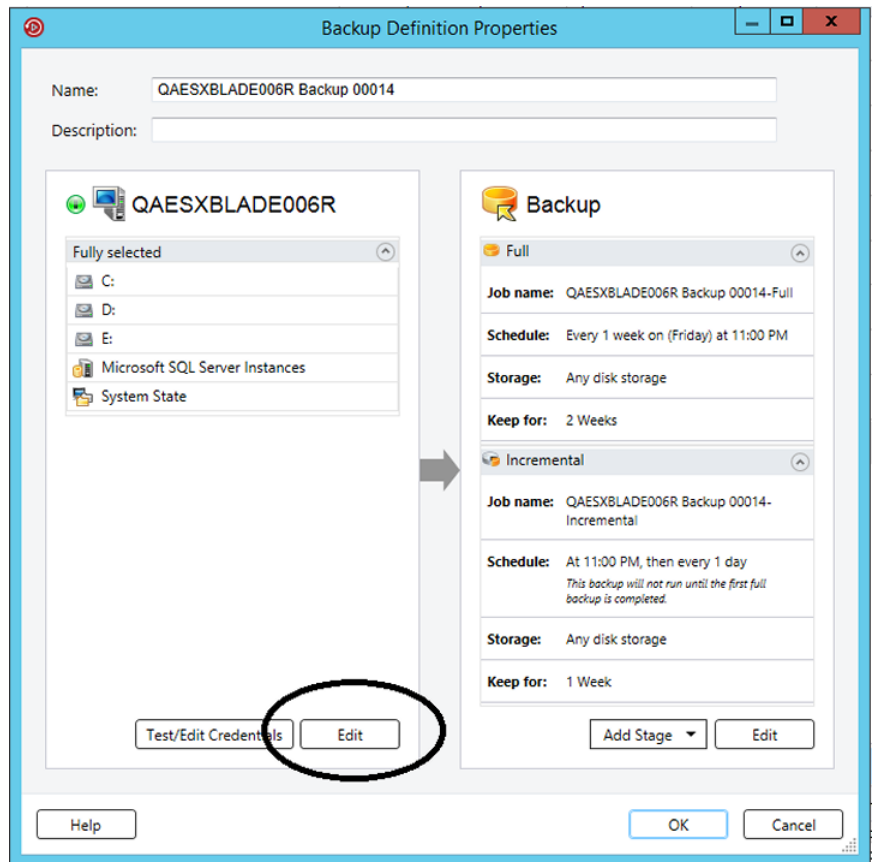 Backup Definition Properties
Name: QAESXBLADE006R Backup 00014
Description:
QAESXBLADE006R
Fully selected
C:
D:
E:
Microsoft SQL Server Instances
System State
Test/Edit Credentials Edit
Backup
Full
Job name: QAESXBLADE006R Backup 00014-Full
Schedule: Every 1 week on (Friday) at 11:00 PM
Storage: Any disk storage
Keep for: 2 Weeks
Incremental
Job name: QAESXBLADE006R Backup 00014-
Incremental
Schedule: At 11:00 PM, then every 1 day
This backup will not run until the first full
backup is completed.
Storage: Any disk storage
Keep for: 1 Week
Add Stage Edit
Help OK Cancel